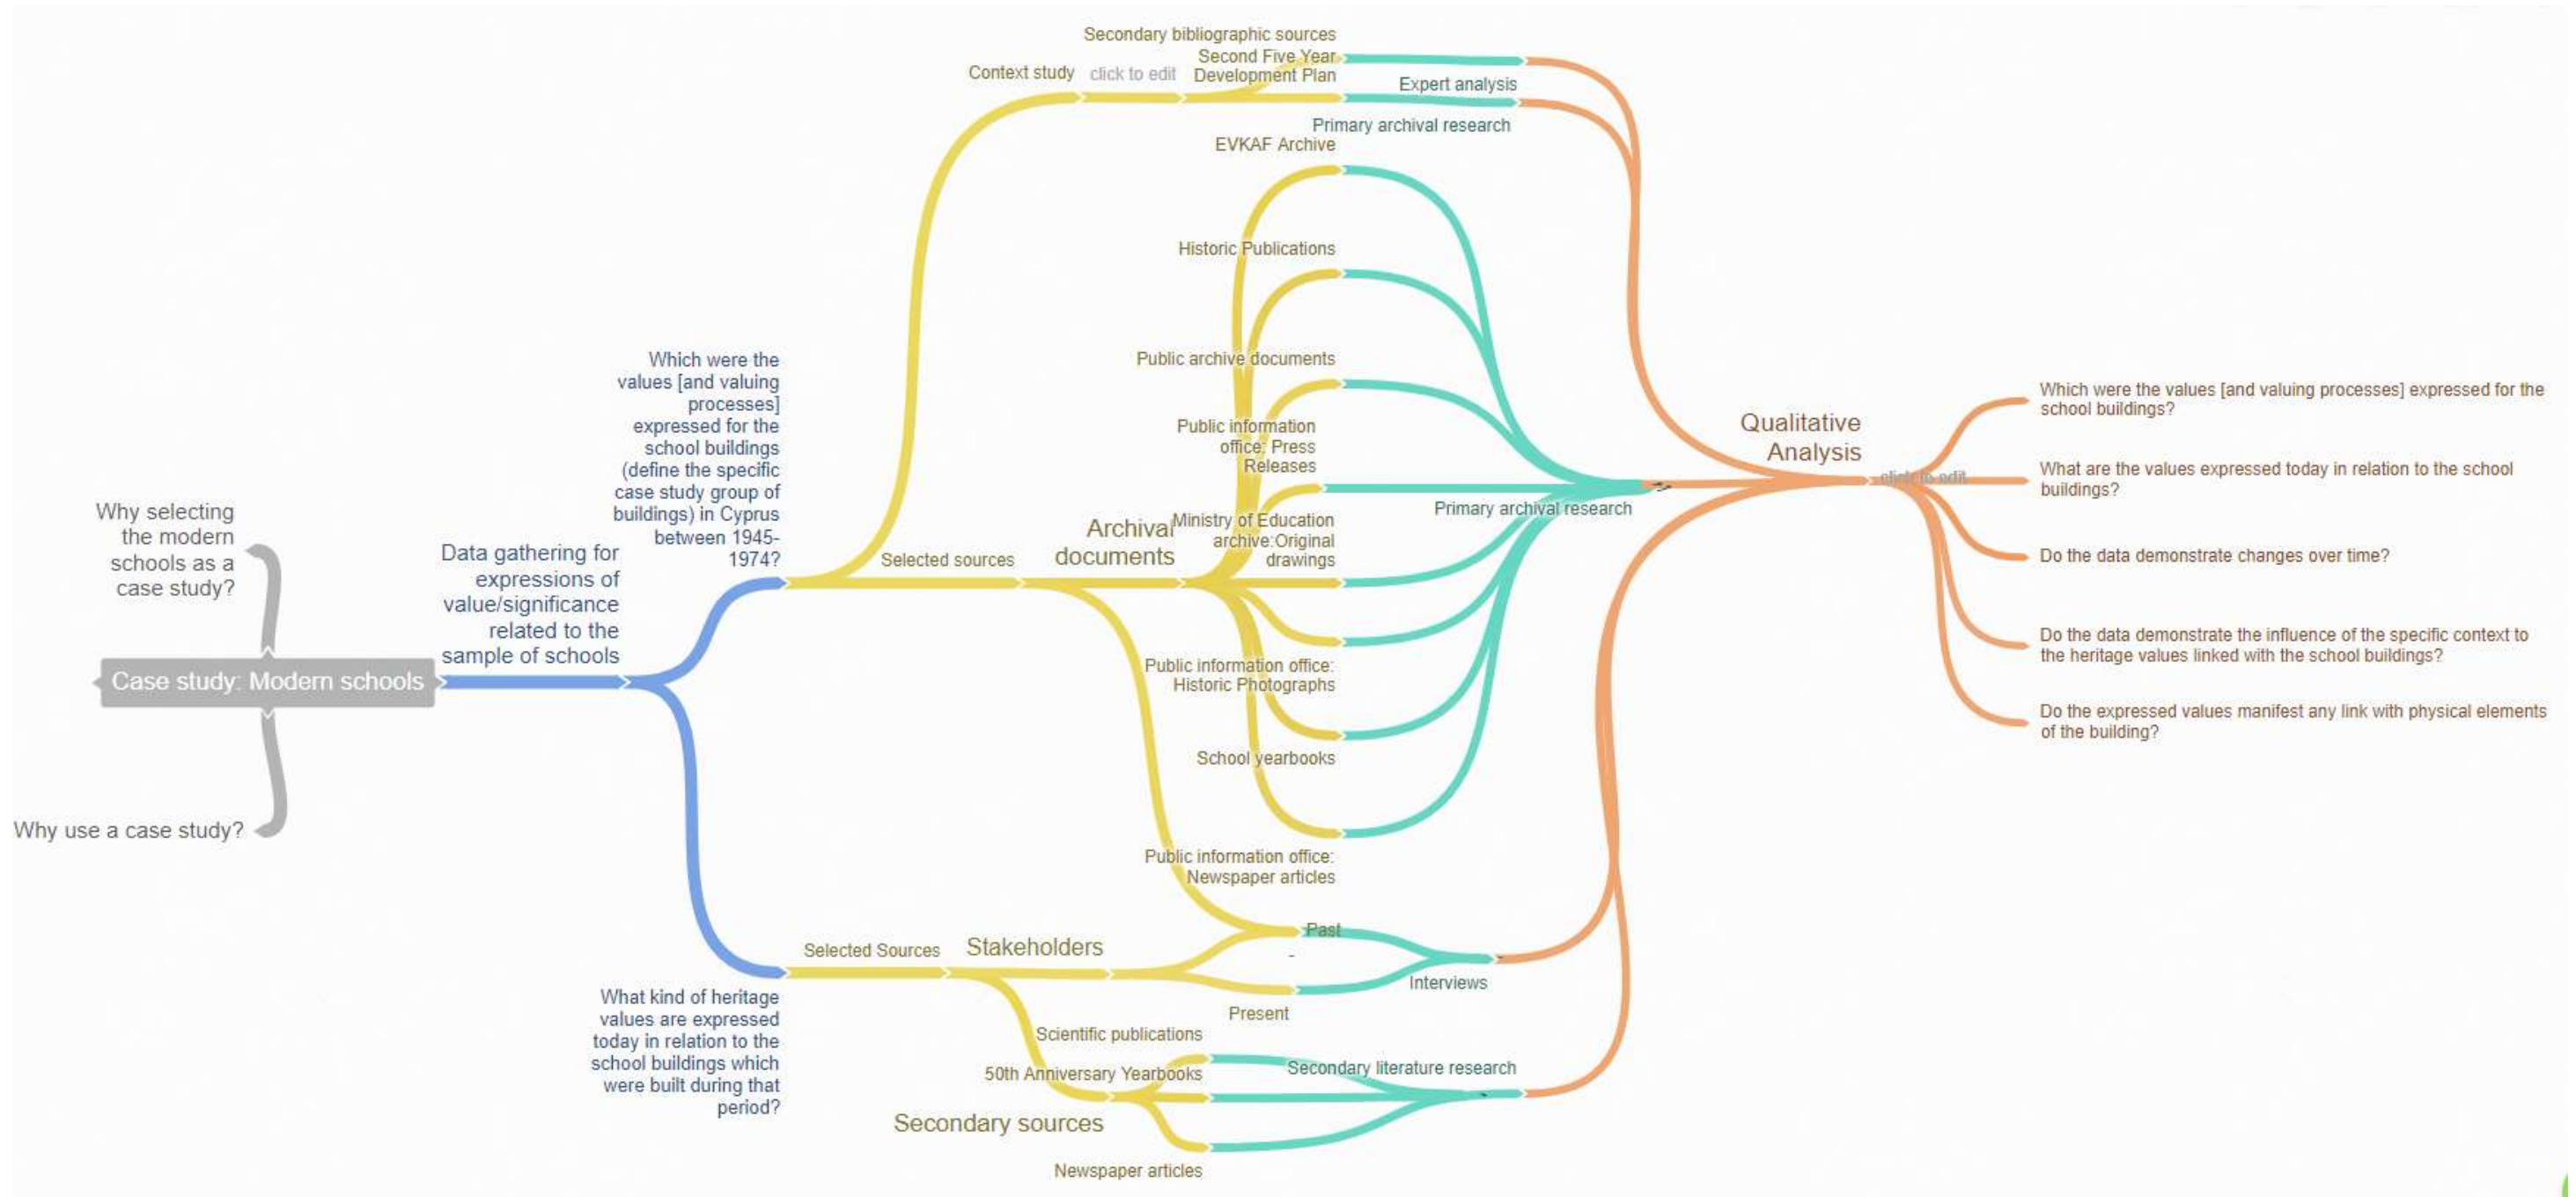 Why selecting
the modern
schools as a
case study?
Case study: Modern schools
Why use a case study?
Data gathering for
expressions of
value/significance
related to the
sample of schools
Which were the
values [and valuing
processes]
expressed for the
school buildings
(define the specific
case study group of
buildings) in Cyprus
between 1945-
1974?
What kind of heritage
values are expressed
today in relation to the
school buildings which
were built during that
period?
Context study
click to edit
Secondary bibliographic sources
Second Five Year
Development Plan
Expert analysis
Primary archival research
Selected sources
Archival
documents
EVKAF Archive
Historic Publications
Public archive documents
Public information
office: Press
Releases
Ministry of Education
archive:Original
drawings
Public information office:
Historic Photographs
School yearbooks
Public information office:
Newspaper articles
Primary archival research
Selected Sources
Stakeholders
Past
-
Present
Interviews
Secondary sources
Scientific publications
50th Anniversary Yearbooks
Newspaper articles
Secondary literature research
Qualitative
Analysis
click to edit
Which were the values [and valuing processes] expressed for the
school buildings?
What are the values expressed today in relation to the school
buildings?
Do the data demonstrate changes over time?
Do the data demonstrate the influence of the specific context to
the heritage values linked with the school buildings?
Do the expressed values manifest any link with physical elements
of the building?